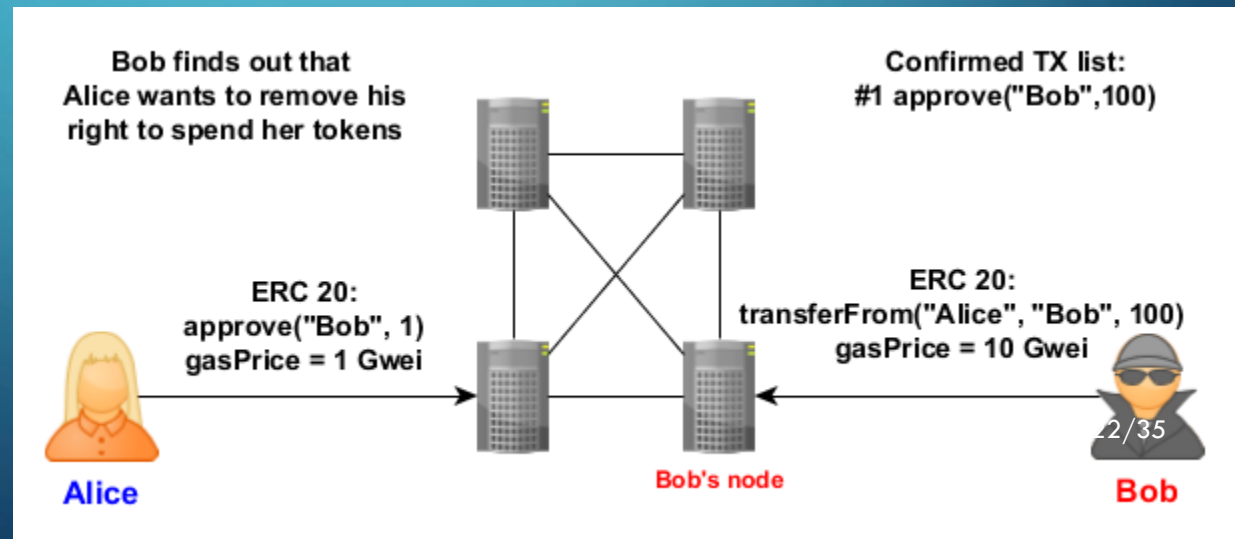 Bob finds out that
Alice wants to remove his
right to spend her tokens
Confirmed TX list:
#1 approve("Bob",100)
ERC 20:
approve("Bob", 1)
gasPrice = 1 Gwei
ERC 20:
transferFrom("Alice", "Bob", 100)
gasPrice = 10 Gwei
22/35
Alice
Bob's node
Bob